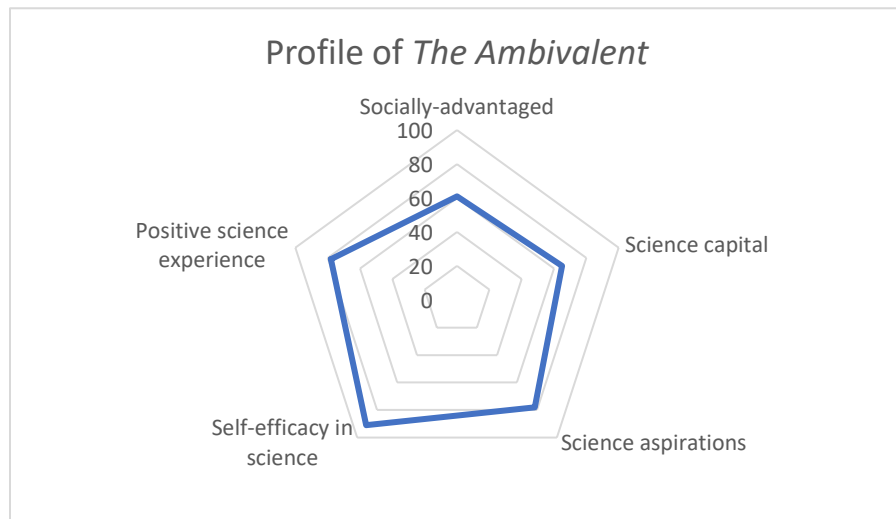 Profile of The Ambivalent
Socially-advantaged
100
80
60
40
20
0
Positive science
experience
Science capital
Self-efficacy in
science
Science aspirations